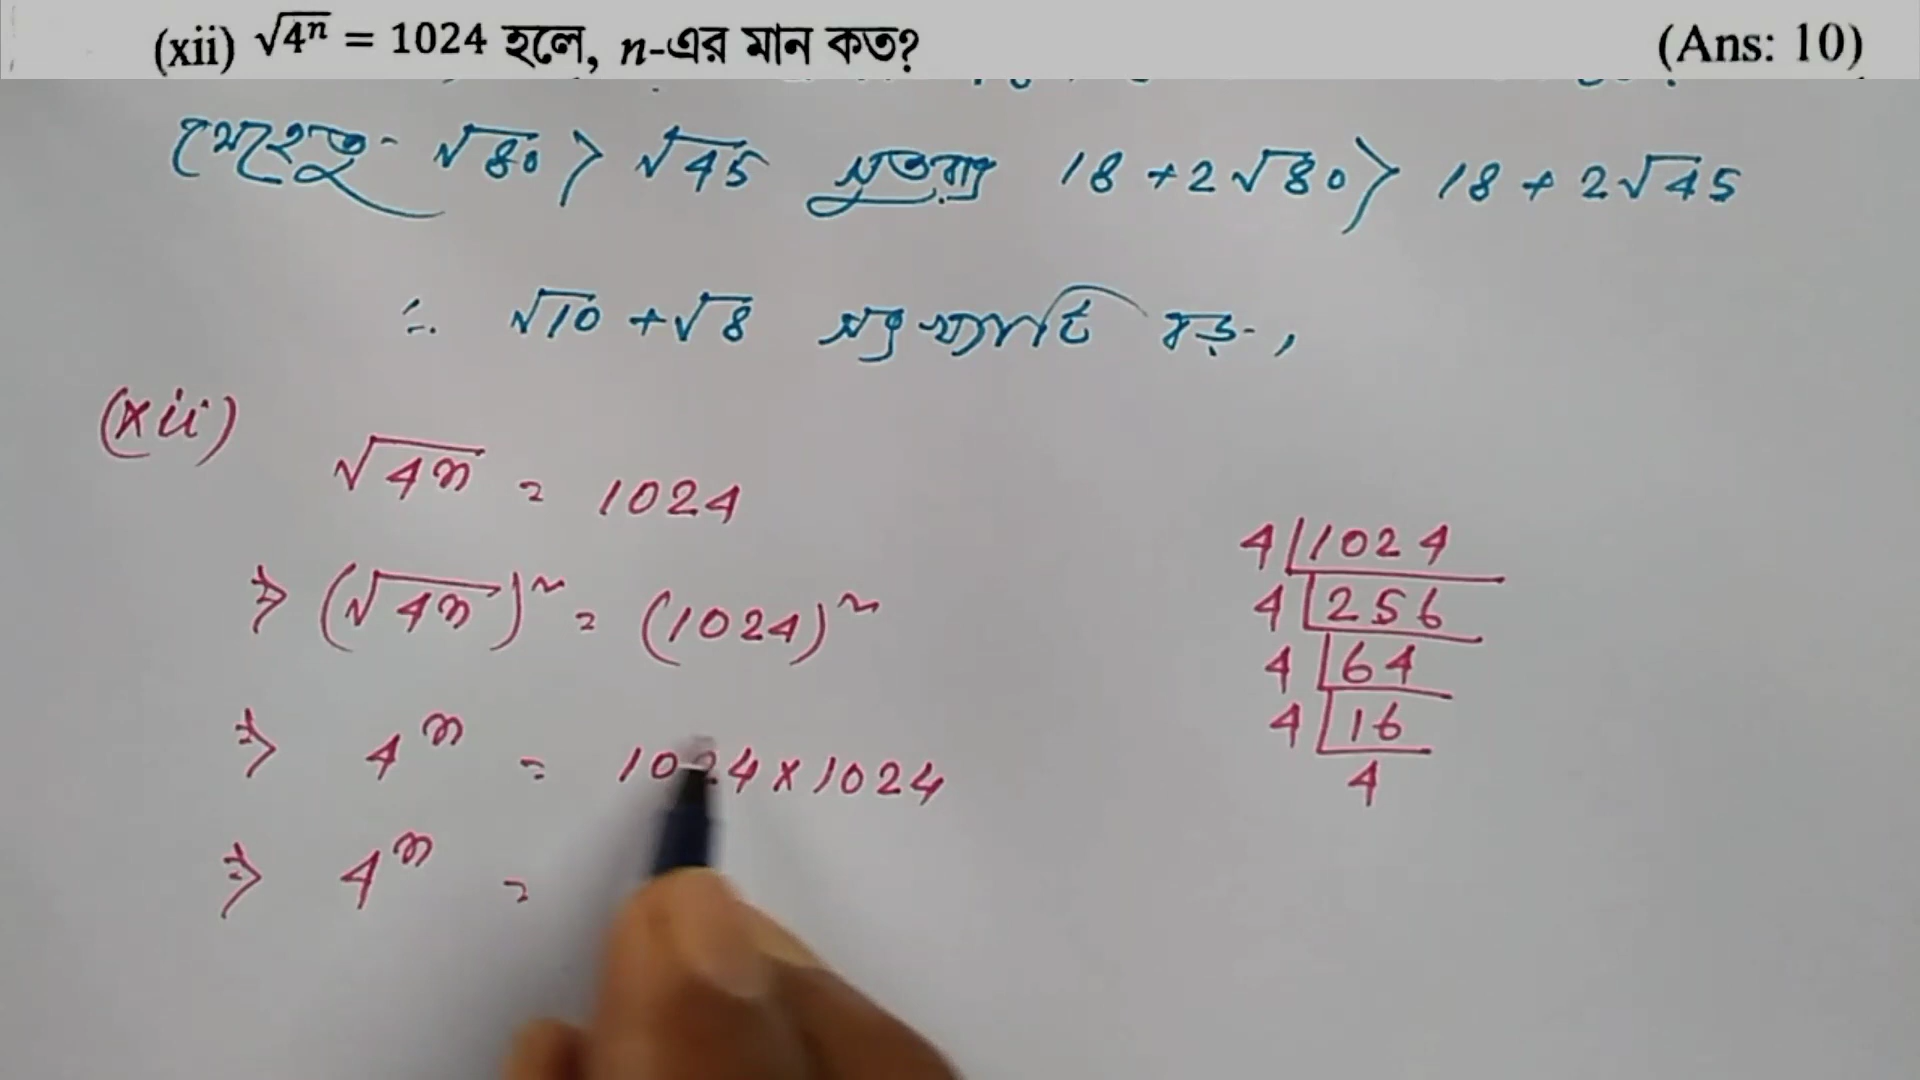 (xii) √4ⁿ = 1024 হলে, n-এর মান কত? (Ans: 10)
যেহেতু √80 > √45 সুতরাং 18 + 2√80 > 18 + 2√45
∴ √10 + √8 সংখ্যাটি বড়,
(xii)
√4ⁿ = 1024
⇒ (√4ⁿ)² = (1024)²
⇒ 4ⁿ = 1024 × 1024
⇒ 4ⁿ =
4 | 1024
4 | 256
4 | 64
4 | 16
4